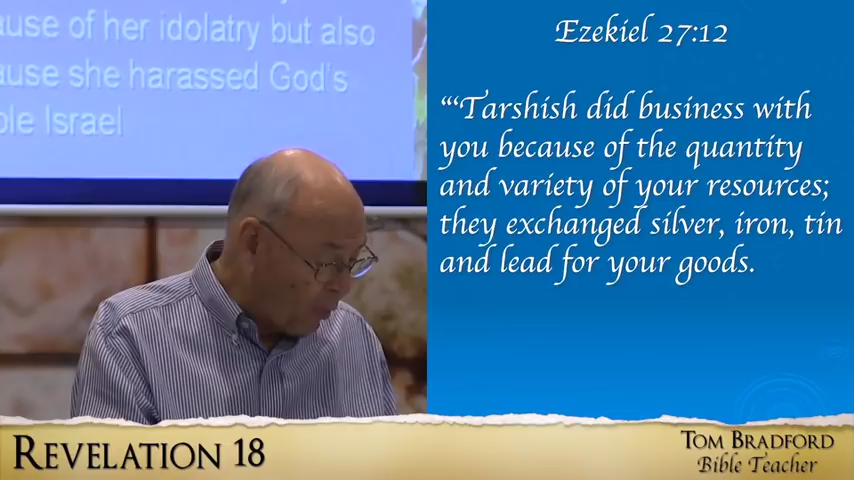 ause of her idolatry but also
ause she harassed God's
ple Israel
Ezekiel 27:12
"'Tarshish did business with
you because of the quantity
and variety of your resources;
they exchanged silver, iron, tin
and lead for your goods.
REVELATION 18
TOM BRADFORD
Bible Teacher